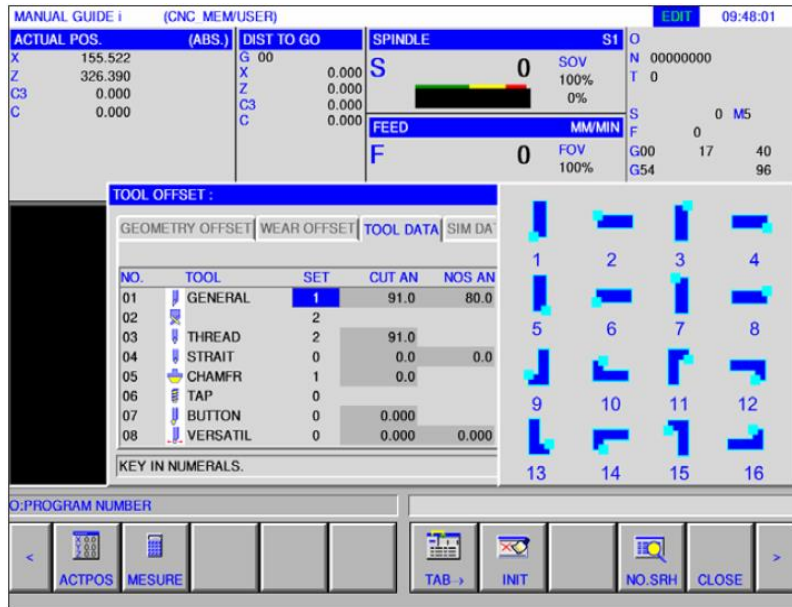 MANUAL GUIDE i (CNC MEM/USER) EDIT 09:48:01
ACTUAL POS. (ABS.) DIST TO GO SPINDLE S1 O
X 155.522 G 00 S 0 SOV N 00000000
Z 326.390 X 0.000 100% T 0
C3 0.000 Z 0.000 0%
C 0.000 C3 0.000 S 0 M5
C 0.000 FEED MM/MIN F 0
F 0 FOV G00 17 40
100% G54 96
TOOL OFFSET :
GEOMETRY OFFSET WEAR OFFSET TOOL DATA SIM DA
1 2 3 4
NO. TOOL SET CUT AN NOS AN
01 GENERAL 1 91.0 80.0
02 2
03 THREAD 2 91.0
5 6 7 8
04 STRAIT 0 0.0 0.0
05 CHAMFR 1 0.0
06 TAP 0
9 10 11 12
07 BUTTON 0 0.000
08 VERSATIL 0 0.000 0.000
KEY IN NUMERALS.
13 14 15 16
O:PROGRAM NUMBER
< ACTPOS MESURE TAB→ INIT NO.SRH CLOSE >